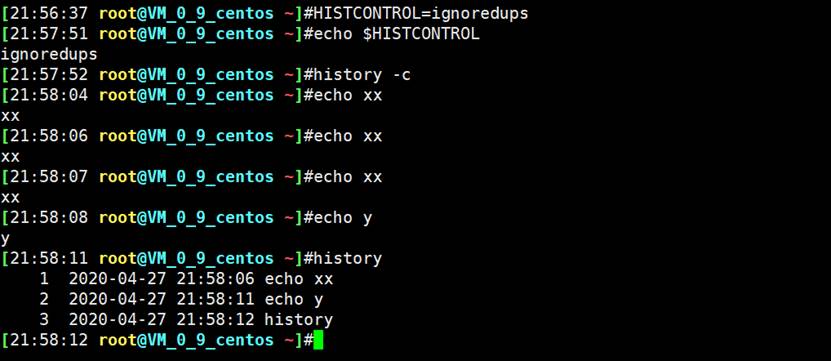 [21:56:37 root@VM_0_9_centos ~]#HISTCONTROL=ignoredups
[21:57:51 root@VM_0_9_centos ~]#echo $HISTCONTROL
ignoredups
[21:57:52 root@VM_0_9_centos ~]#history -c
[21:58:04 root@VM_0_9_centos ~]#echo xx
xx
[21:58:06 root@VM_0_9_centos ~]#echo xx
xx
[21:58:07 root@VM_0_9_centos ~]#echo xx
xx
[21:58:08 root@VM_0_9_centos ~]#echo y
y
[21:58:11 root@VM_0_9_centos ~]#history
    1  2020-04-27 21:58:06 echo xx
    2  2020-04-27 21:58:11 echo y
    3  2020-04-27 21:58:12 history
[21:58:12 root@VM_0_9_centos ~]#